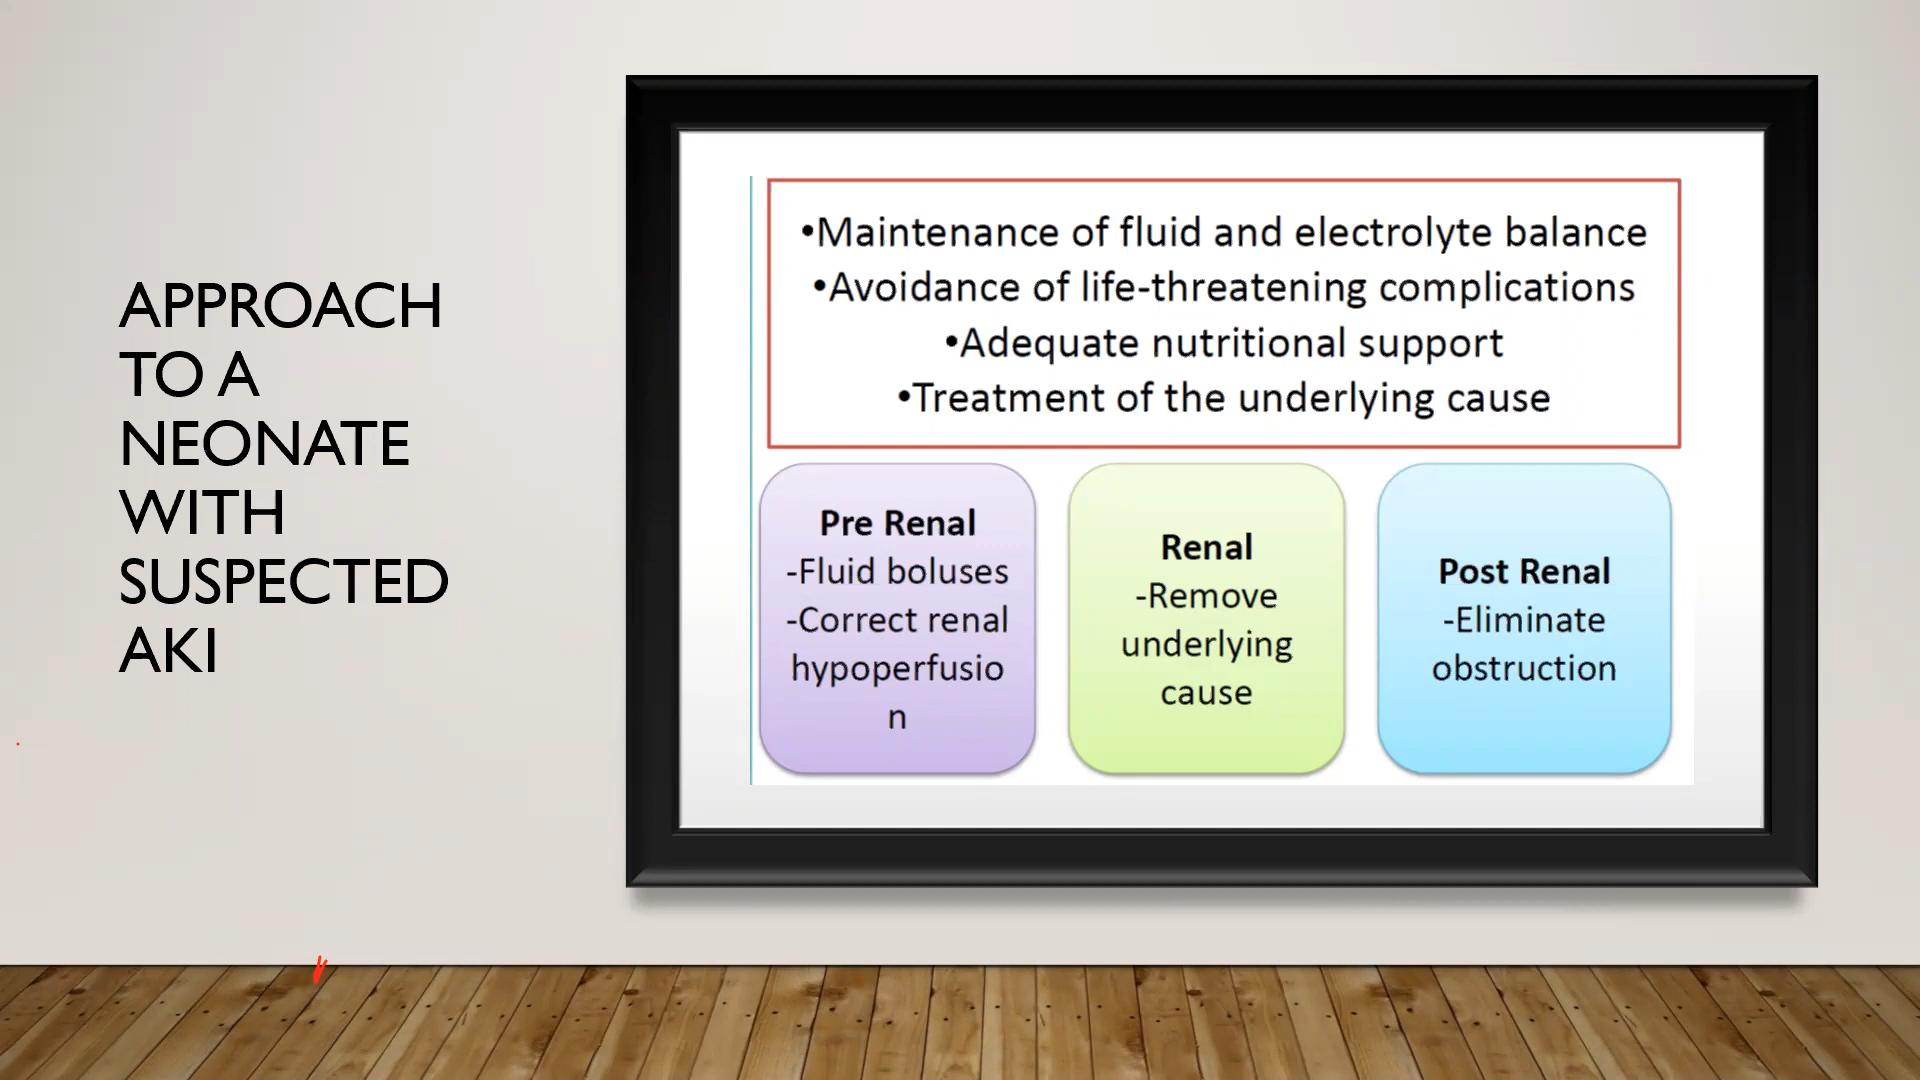 APPROACH
TO A
NEONATE
WITH
SUSPECTED
AKI
•Maintenance of fluid and electrolyte balance
•Avoidance of life-threatening complications
•Adequate nutritional support
•Treatment of the underlying cause
Pre Renal
-Fluid boluses
-Correct renal
hypoperfusio
n
Renal
-Remove
underlying
cause
Post Renal
-Eliminate
obstruction